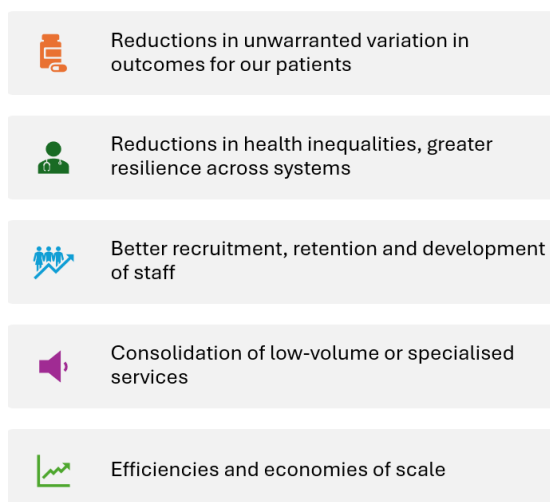 Reductions in unwarranted variation in
outcomes for our patients
Reductions in health inequalities, greater
resilience across systems
Better recruitment, retention and development
of staff
Consolidation of low-volume or specialised
services
Efficiencies and economies of scale